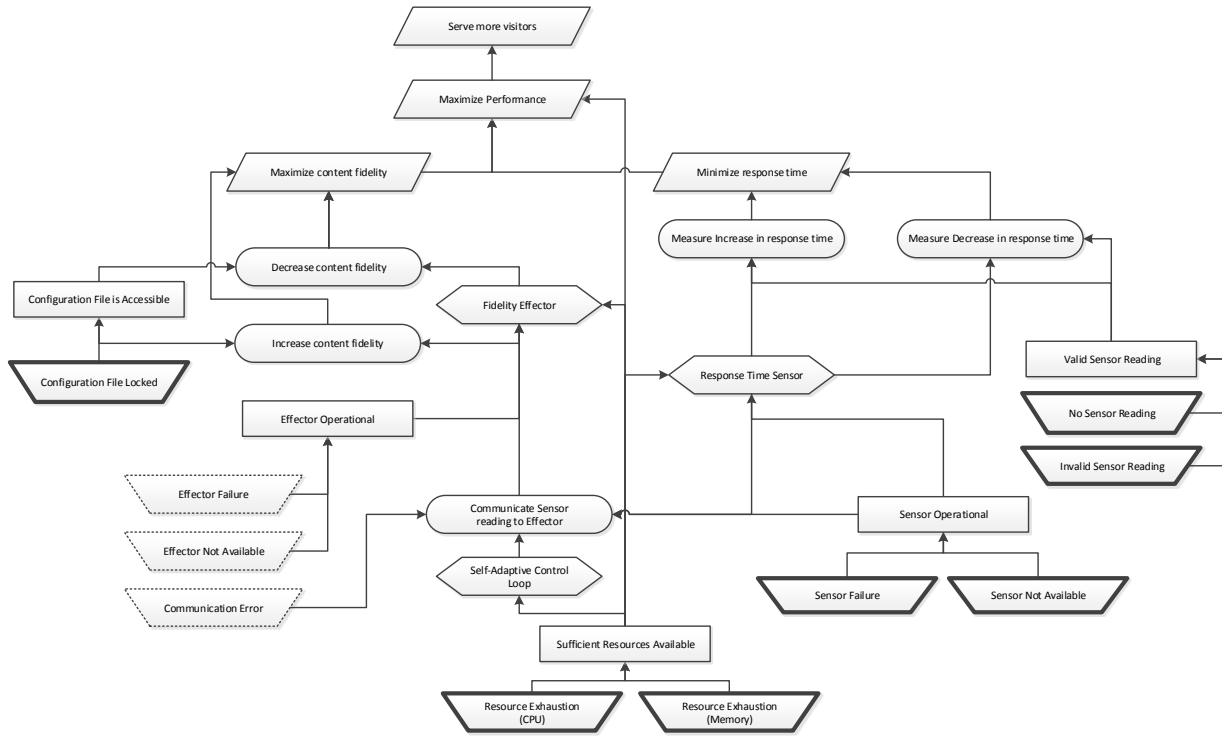 Serve more visitors
Maximize Performance
Maximize content fidelity
Minimize response time
Measure Increase in response time
Measure Decrease in response time
Decrease content fidelity
Configuration File is Accessible
Fidelity Effector
Increase content fidelity
Valid Sensor Reading
Configuration File Locked
Response Time Sensor
No Sensor Reading
Effector Operational
Invalid Sensor Reading
Effector Failure
Communicate Sensor
reading to Effector
Sensor Operational
Effector Not Available
Self-Adaptive Control
Loop
Sensor Failure
Sensor Not Available
Communication Error
Sufficient Resources Available
Resource Exhaustion
(CPU)
Resource Exhaustion
(Memory)